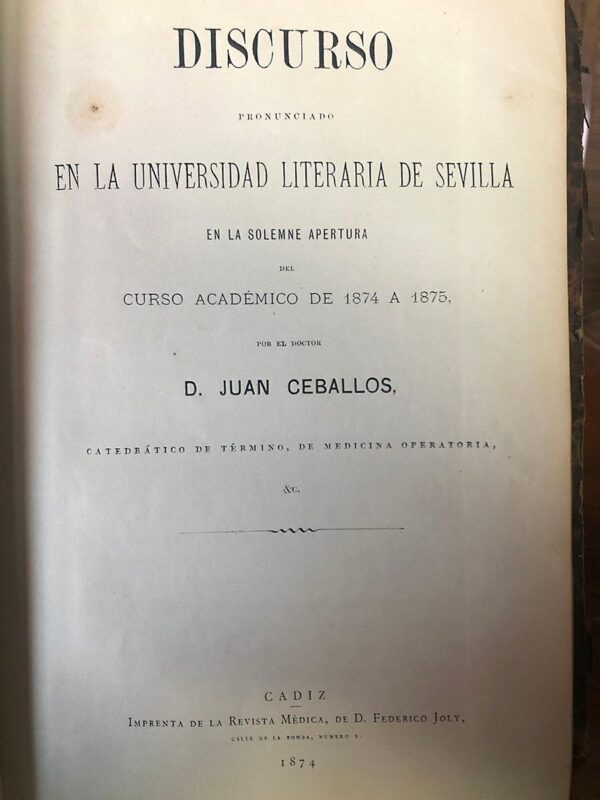 DISCURSO
PRONUNCIADO
EN LA UNIVERSIDAD LITERARIA DE SEVILLA
EN LA SOLEMNE APERTURA
DEL
CURSO ACADÉMICO DE 1874 A 1875,
POR EL DOCTOR
D. JUAN CEBALLOS,
CATEDRÁTICO DE TÉRMINO, DE MEDICINA OPERATORIA,
&C.
CADIZ
IMPRENTA DE LA REVISTA MÉDICA, DE D. FEDERICO JOLY,
CALLE DE LA BOMBA, NÚMERO 1.
1874